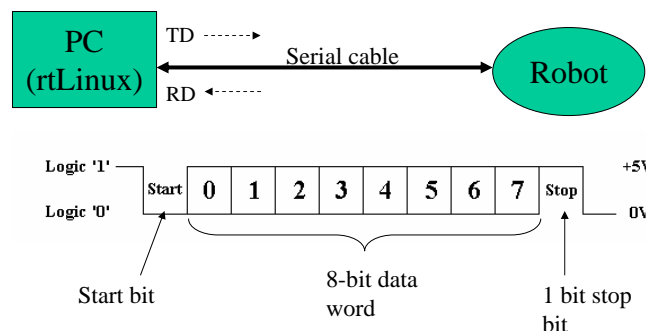 PC
(rtLinux)
TD
Serial cable
RD
Robot
Logic '1'
+5V
Start 0 1 2 3 4 5 6 7 Stop
Logic '0'
0V
Start bit
8-bit data
word
1 bit stop
bit